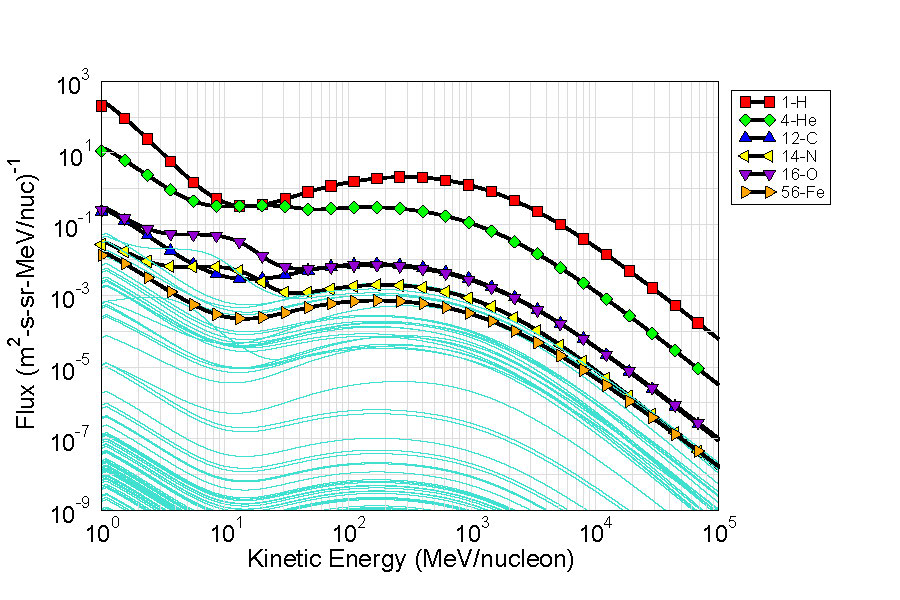 10^3
10^1
10^-1
10^-3
10^-5
10^-7
10^-9
Flux (m^2-s-sr-MeV/nuc)^-1
10^0 10^1 10^2 10^3 10^4 10^5
Kinetic Energy (MeV/nucleon)
1-H
4-He
12-C
14-N
16-O
56-Fe